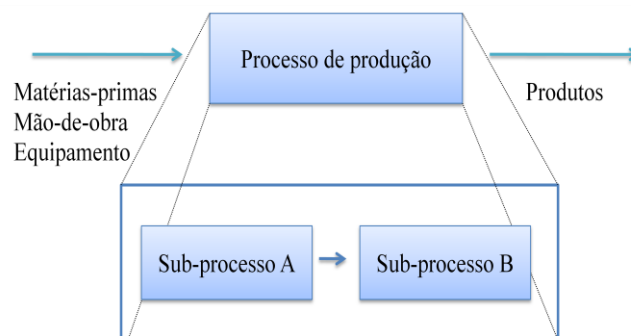 Processo de produção
Matérias-primas
Mão-de-obra
Equipamento
Produtos
Sub-processo A
Sub-processo B